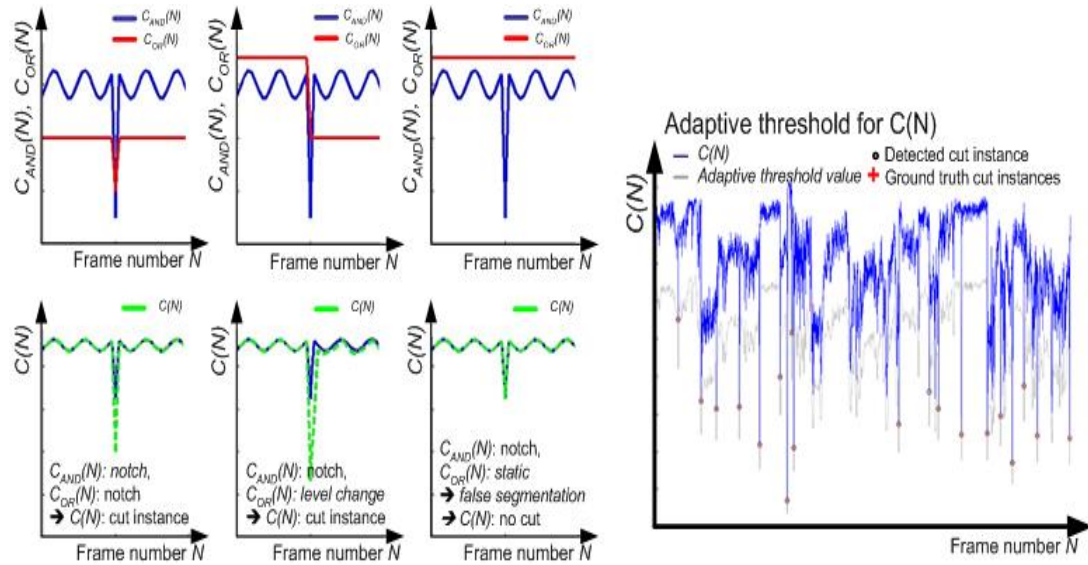 C_AND(N)
C_OR(N)
C_AND(N), C_OR(N)
Frame number N
C_AND(N)
C_OR(N)
C_AND(N), C_OR(N)
Frame number N
C_AND(N)
C_OR(N)
C_AND(N), C_OR(N)
Frame number N
C(N)
C(N)
C_AND(N): notch,
C_OR(N): notch
➔ C(N): cut instance
Frame number N
C(N)
C(N)
C_AND(N): notch,
C_OR(N): level change
➔ C(N): cut instance
Frame number N
C(N)
C(N)
C_AND(N): notch,
C_OR(N): static
➔ false segmentation
➔ C(N): no cut
Frame number N
Adaptive threshold for C(N)
C(N)
Detected cut instance
Adaptive threshold value
Ground truth cut instances
C(N)
Frame number N